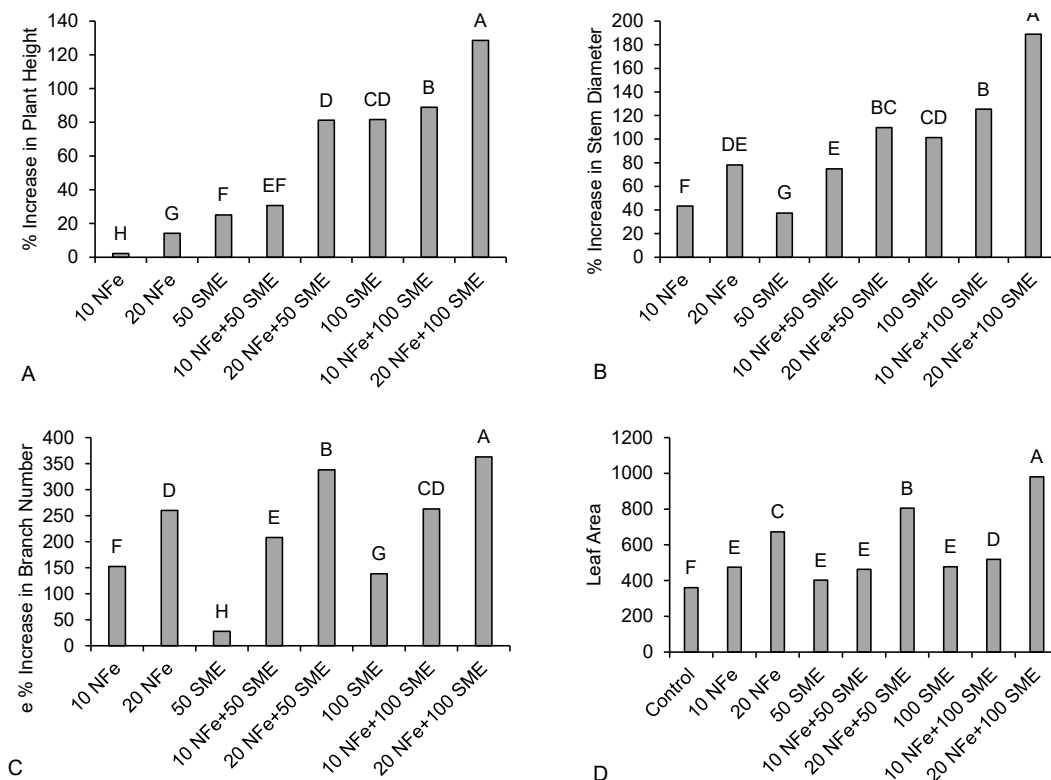 % Increase in Plant Height
140
120
100
80
60
40
20
0
H
G
F
EF
D
CD
B
A
10 NFe
20 NFe
50 SME
10 NFe+50 SME
20 NFe+50 SME
100 SME
10 NFe+100 SME
20 NFe+100 SME
A
% Increase in Stem Diameter
200
180
160
140
120
100
80
60
40
20
0
F
DE
G
E
BC
CD
B
A
10 NFe
20 NFe
50 SME
10 NFe+50 SME
20 NFe+50 SME
100 SME
10 NFe+100 SME
20 NFe+100 SME
B
e % Increase in Branch Number
400
350
300
250
200
150
100
50
0
F
D
H
E
B
G
CD
A
10 NFe
20 NFe
50 SME
10 NFe+50 SME
20 NFe+50 SME
100 SME
10 NFe+100 SME
20 NFe+100 SME
C
Leaf Area
1200
1000
800
600
400
200
0
F
E
C
E
E
B
E
D
A
Control
10 NFe
20 NFe
50 SME
10 NFe+50 SME
20 NFe+50 SME
100 SME
10 NFe+100 SME
20 NFe+100 SME
D